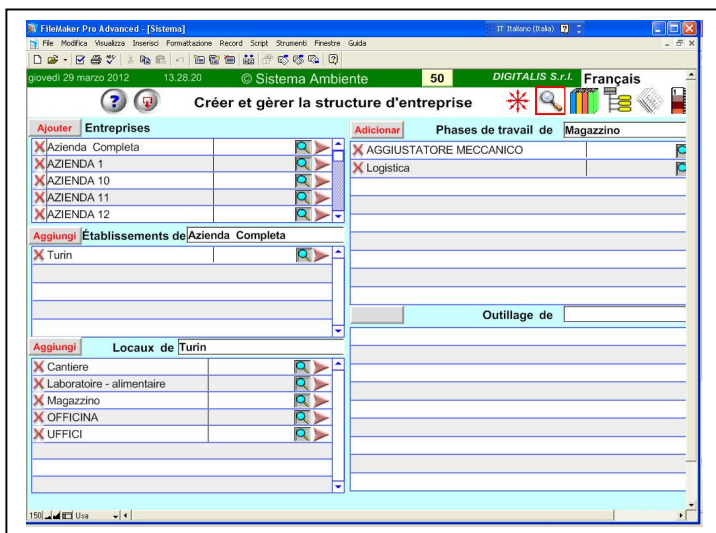 FileMaker Pro Advanced - [Sistema]
IT Italiano (Italia)
File Modifica Visualizza Inserisci Formattazione Record Script Strumenti Finestre Guida
giovedì 29 marzo 2012 13.28.20 © Sistema Ambiente 50 DIGITALIS S.r.l. Français
Créer et gèrer la structure d'entreprise
Ajouter Entreprises
Azienda Completa
AZIENDA 1
AZIENDA 10
AZIENDA 11
AZIENDA 12
Aggiungi Établissements de Azienda Completa
Turin
Aggiungi Locaux de Turin
Cantiere
Laboratoire - alimentaire
Magazzino
OFFICINA
UFFICI
Adicionar Phases de travail de Magazzino
AGGIUSTATORE MECCANICO
Logistica
Outillage de
150 Usa